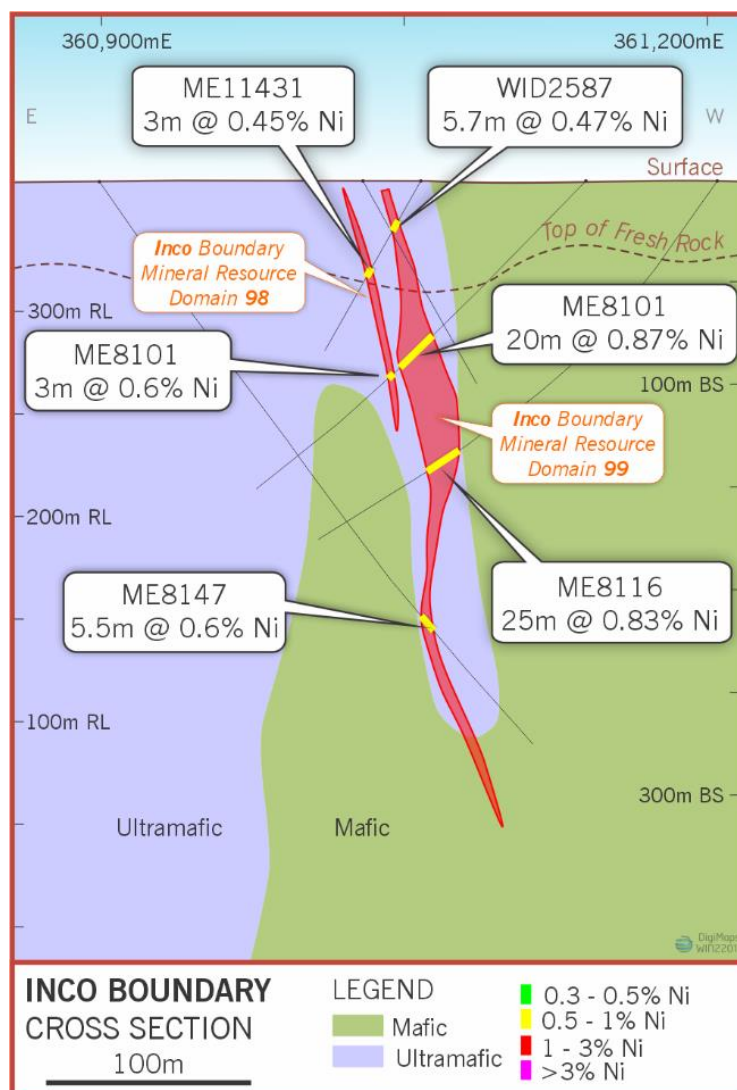 360,900mE
361,200mE
E
W
ME11431
3m @ 0.45% Ni
WID2587
5.7m @ 0.47% Ni
Surface
Top of Fresh Rock
Inco Boundary
Mineral Resource
Domain 98
300m RL
ME8101
20m @ 0.87% Ni
ME8101
3m @ 0.6% Ni
100m BS
Inco Boundary
Mineral Resource
Domain 99
200m RL
ME8147
5.5m @ 0.6% Ni
ME8116
25m @ 0.83% Ni
100m RL
300m BS
Ultramafic
Mafic
DigiMaps
INCO BOUNDARY
CROSS SECTION
100m
LEGEND
Mafic
Ultramafic
0.3 - 0.5% Ni
0.5 - 1% Ni
1 - 3% Ni
>3% Ni